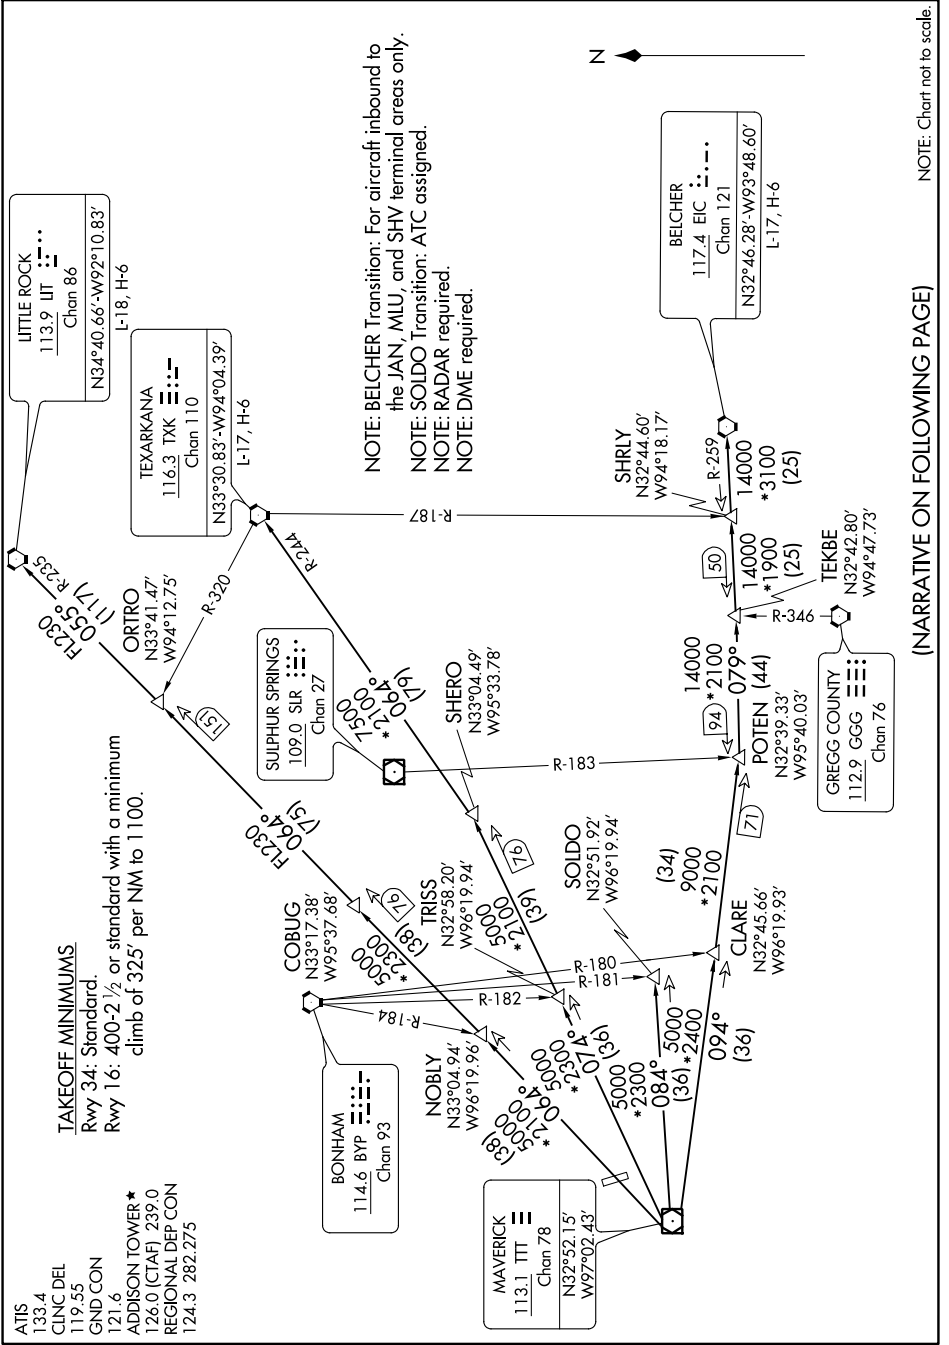 ATIS
133.4
CLNC DEL
119.55
GND CON
121.6
ADDISON TOWER★
126.0 (CTAF) 239.0
REGIONAL DEP CON
124.3 282.275
TAKEOFF MINIMUMS
Rwy 34: Standard.
Rwy 16: 400-2 ½ or standard with a minimum
climb of 325' per NM to 1100.
LITTLE ROCK
113.9 LIT
Chan 86
N34°40.66'-W92°10.83'
L-18, H-6
TEXARKANA
116.3 TXK
Chan 110
N33°30.83'-W94°04.39'
L-17, H-6
NOTE: BELCHER Transition: For aircraft inbound to
the JAN, MLU, and SHV terminal areas only.
NOTE: SOLDO Transition: ATC assigned.
NOTE: RADAR required.
NOTE: DME required.
N
R-235
FL230
055°
(117)
ORTRO
N33°41.47'
W94°12.75'
R-320
151
FL230
064°
(75)
COBUG
N33°17.38'
W95°37.68'
76
5000
*2300
(38)
NOBLY
N33°04.94'
W96°19.96'
(38)
5000
*2100
064°
BONHAM
114.6 BYP
Chan 93
R-184
R-182
R-181
R-180
SULPHUR SPRINGS
109.0 SLR
Chan 27
R-183
R-244
7500
*2100
064°
(79)
SHERO
N33°04.49'
W95°33.78'
76
5000
*2100
(39)
TRISS
N32°58.20'
W96°19.94'
5000
*2300
074°
(36)
SOLDO
N32°51.92'
W96°19.94'
5000
*2300
084°
(36)
5000
*2400
094°
(36)
CLARE
N32°45.66'
W96°19.93'
(34)
9000
*2100
71
POTEN
N32°39.33'
W95°40.03'
94
14000
*2100
079°
(44)
TEKBE
N32°42.80'
W94°47.73'
R-346
GREGG COUNTY
112.9 GGG
Chan 76
50
14000
*1900
(25)
SHRLY
N32°44.60'
W94°18.17"
R-187
R-259
14000
*3100
(25)
BELCHER
117.4 EIC
Chan 121
N32°46.28'-W93°48.60'
L-17, H-6
MAVERICK
113.1 TTT
Chan 78
N32°52.15'
W97°02.43'
(NARRATIVE ON FOLLOWING PAGE)
NOTE: Chart not to scale.